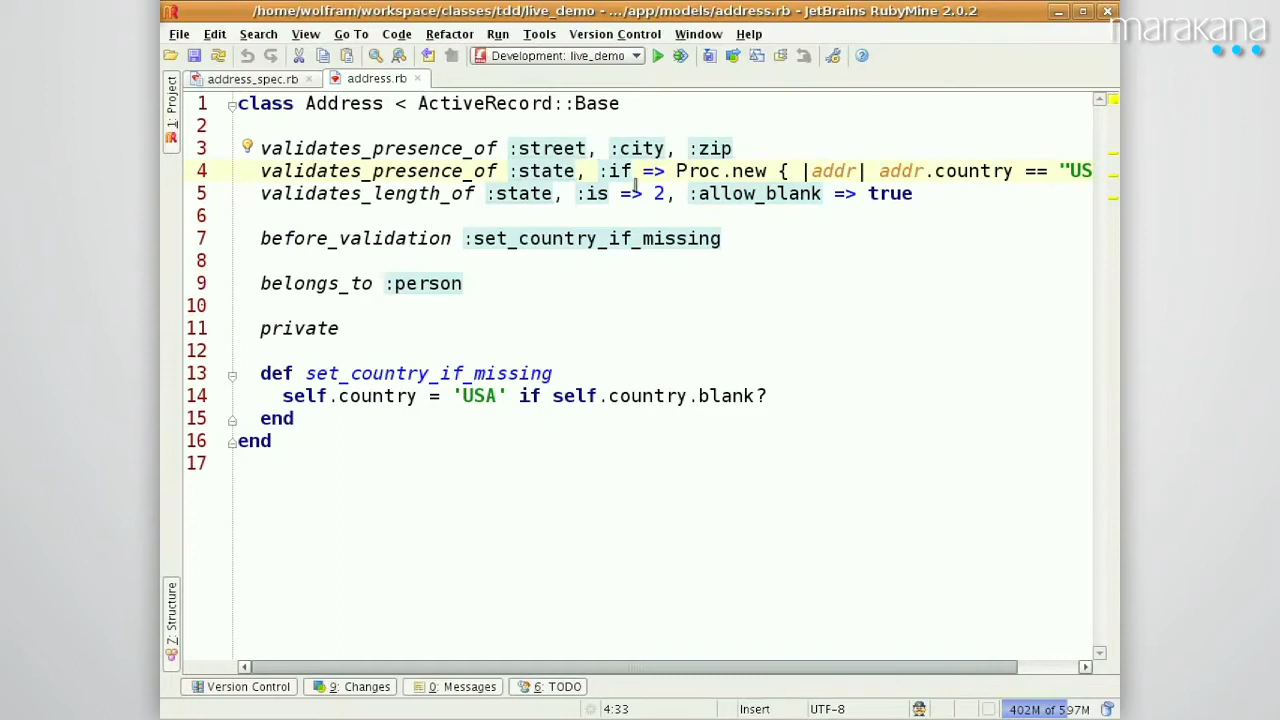 /home/wolfram/workspace/classes/tdd/live_demo - .../app/models/address.rb - JetBrains RubyMine 2.0.2
marakana
File Edit Search View Go To Code Refactor Run Tools Version Control Window Help
Development: live_demo
address_spec.rb address.rb
1: Project
1 class Address < ActiveRecord::Base
2
3 validates_presence_of :street, :city, :zip
4 validates_presence_of :state, :if => Proc.new { |addr| addr.country == "US
5 validates_length_of :state, :is => 2, :allow_blank => true
6
7 before_validation :set_country_if_missing
8
9 belongs_to :person
10
11 private
12
13 def set_country_if_missing
14 self.country = 'USA' if self.country.blank?
15 end
16 end
17
Z: Structure
Version Control 9: Changes 0: Messages 6: TODO
4:33 Insert UTF-8 402M of 597M